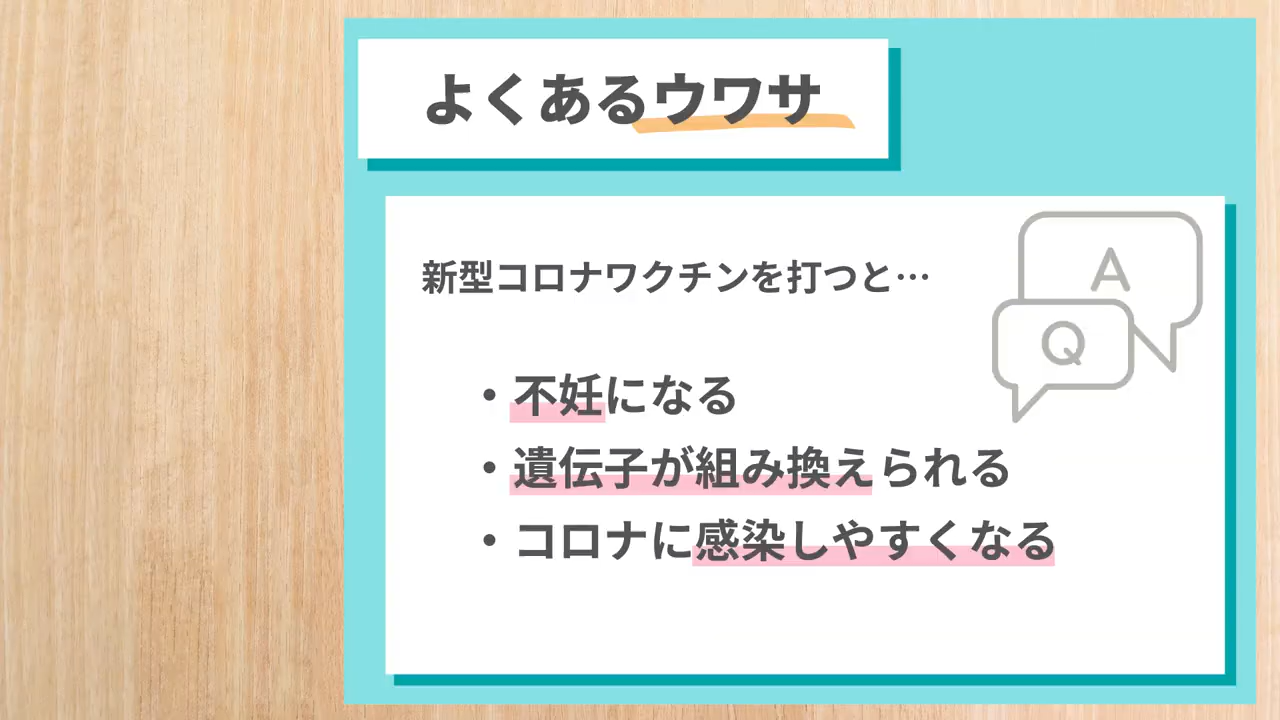 よくあるウワサ
新型コロナワクチンを打つと…
A
Q
・不妊になる
・遺伝子が組み換えられる
・コロナに感染しやすくなる